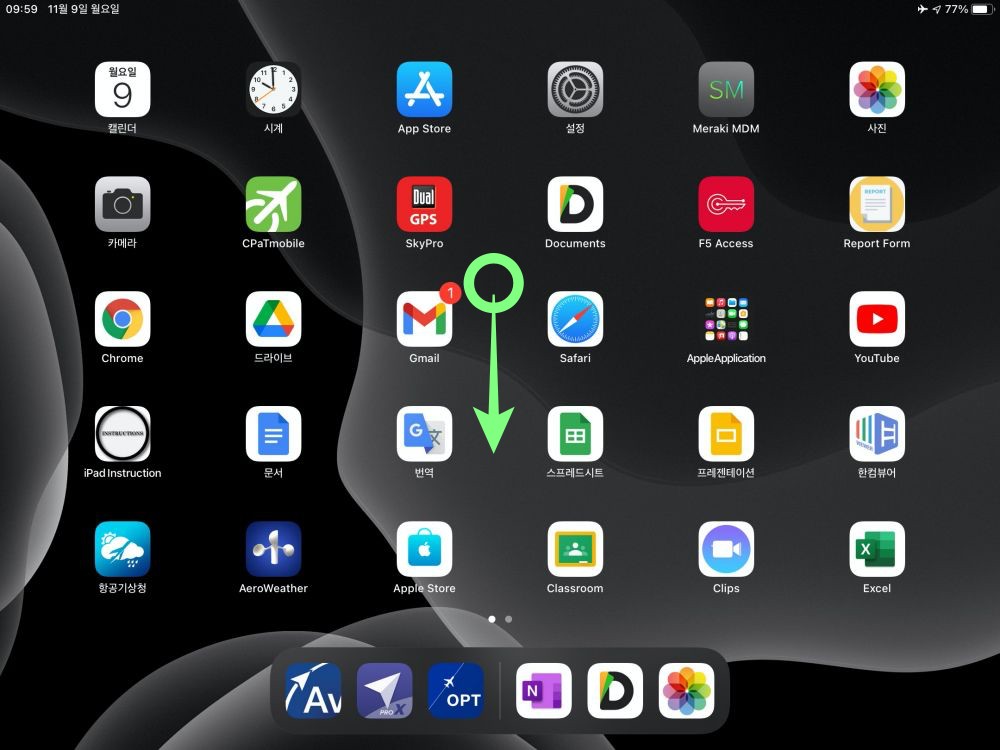 09:59 11월 9일 월요일
77%
월요일
9
SM
캘린더
시계
App Store
설정
Meraki MDM
사진
Dual
GPS
REPORT
카메라
CPaTmobile
SkyPro
Documents
F5 Access
Report Form
1
Chrome
드라이브
Gmail
Safari
AppleApplication
YouTube
INSTRUCTIONS
G 文
VIEWER
iPad Instruction
문서
번역
스프레드시트
프레젠테이션
한컴뷰어
X
항공기상청
AeroWeather
Apple Store
Classroom
Clips
Excel
Av
PRO X
OPT
N
D